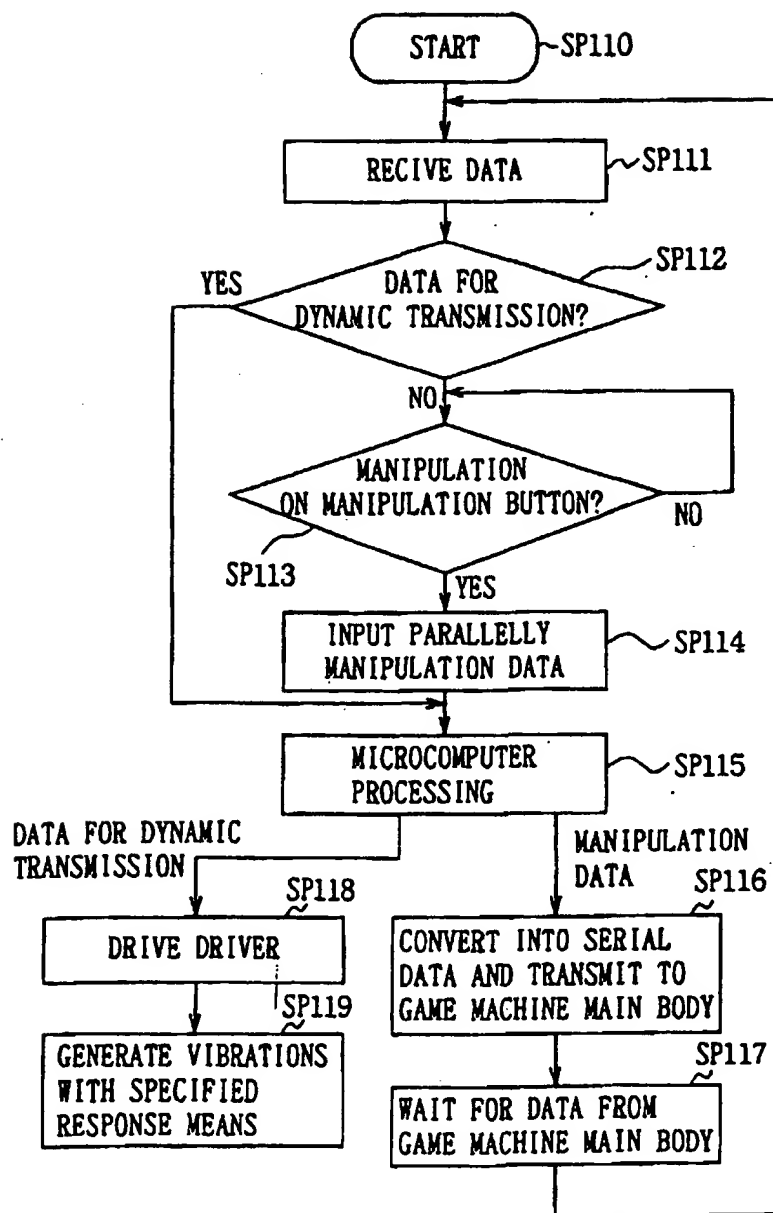 START
SP110
RECIVE DATA
SP111
SP112
YES
DATA FOR
DYNAMIC TRANSMISSION?
NO
MANIPULATION
ON MANIPULATION BUTTON?
NO
SP113
YES
INPUT PARALLELLY
MANIPULATION DATA
SP114
MICROCOMPUTER
PROCESSING
SP115
DATA FOR DYNAMIC
TRANSMISSION
MANIPULATION
DATA
SP118
DRIVE DRIVER
SP116
CONVERT INTO SERIAL
DATA AND TRANSMIT TO
GAME MACHINE MAIN BODY
SP119
GENERATE VIBRATIONS
WITH SPECIFIED
RESPONSE MEANS
SP117
WAIT FOR DATA FROM
GAME MACHINE MAIN BODY